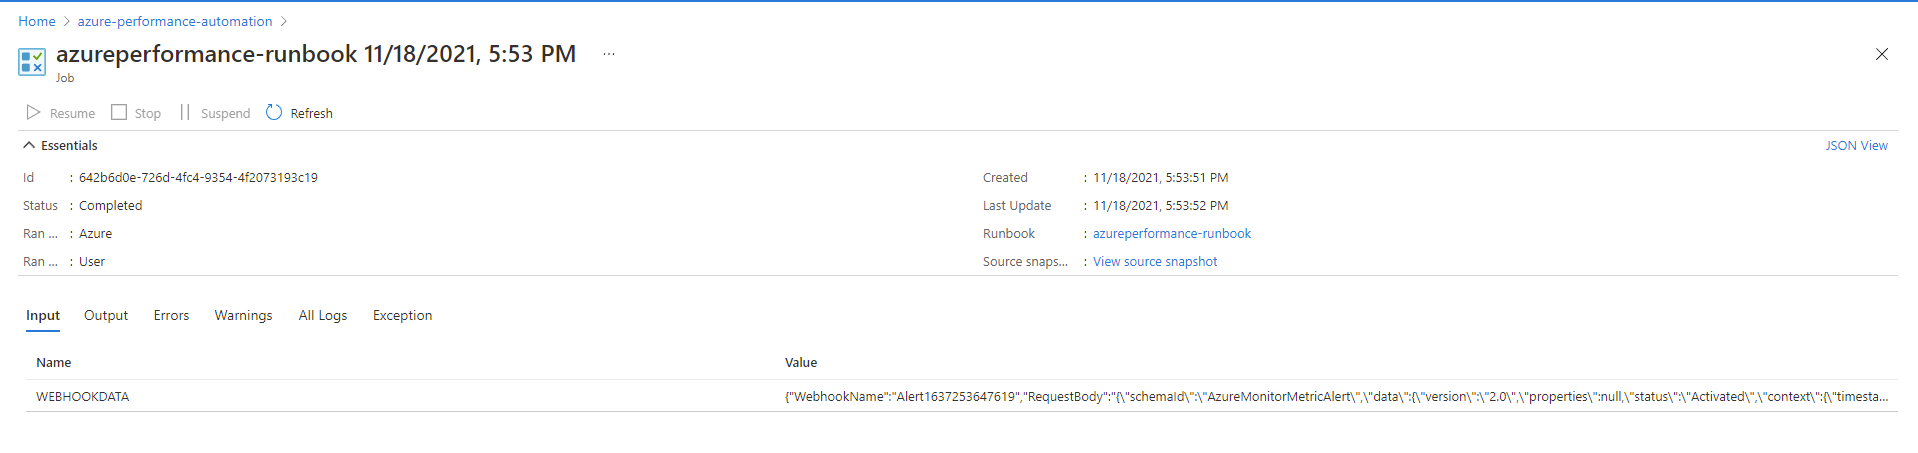 Home > azure-performance-automation >
azureperformance-runbook 11/18/2021, 5:53 PM ...
Job
Resume Stop Suspend Refresh
Essentials JSON View
Id : 642b6d0e-726d-4fc4-9354-4f2073193c19 Created : 11/18/2021, 5:53:51 PM
Status : Completed Last Update : 11/18/2021, 5:53:52 PM
Ran ... : Azure Runbook : azureperformance-runbook
Ran ... : User Source snaps... : View source snapshot
Input Output Errors Warnings All Logs Exception
Name Value
WEBHOOKDATA {"WebhookName":"Alert1637253647619","RequestBody":"{\"schemaId\":\"AzureMonitorMetricAlert\",\"data\":{\"version\":\"2.0\",\"properties\":null,\"status\":\"Activated\",\"context\":{\"timesta...